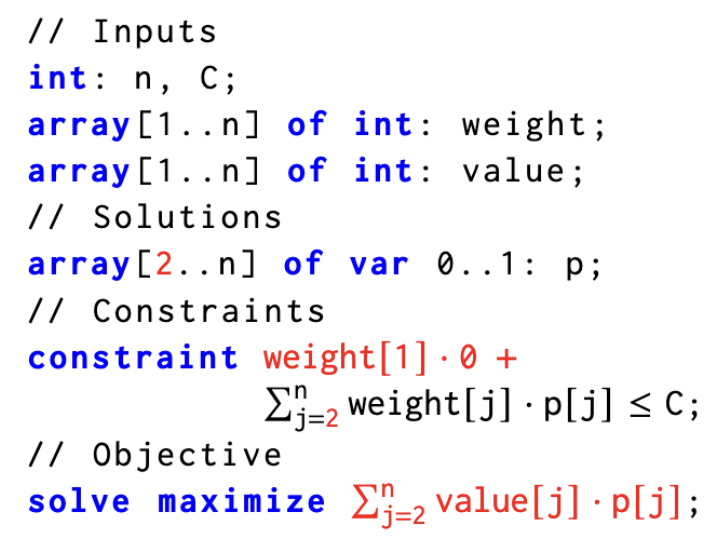 // Inputs
int: n, C;
array[1..n] of int: weight;
array[1..n] of int: value;
// Solutions
array[2..n] of var 0..1: p;
// Constraints
constraint weight[1]·0 +
∑ⁿⱼ₌₂ weight[j]·p[j] ≤ C;
// Objective
solve maximize ∑ⁿⱼ₌₂ value[j]·p[j];